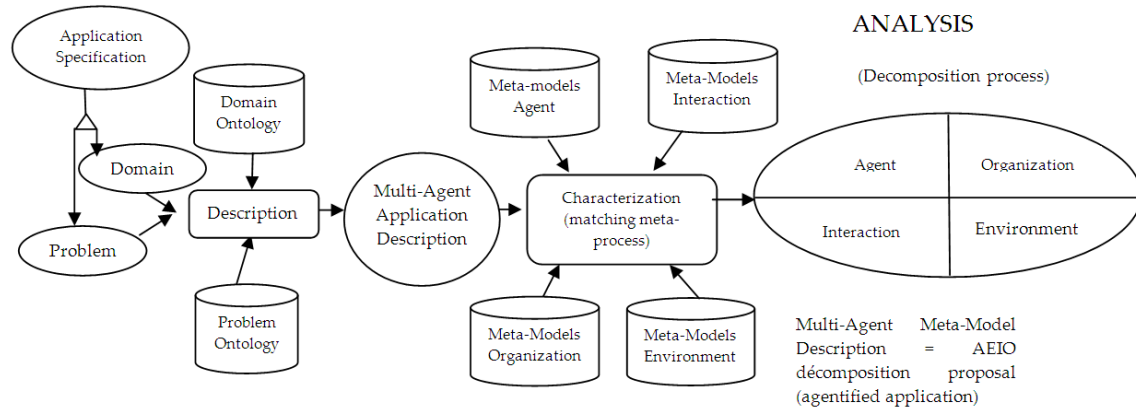 Application
Specification
Domain
Problem
Domain
Ontology
Description
Problem
Ontology
Multi-Agent
Application
Description
Meta-models
Agent
Meta-Models
Interaction
Characterization
(matching meta-
process)
Meta-Models
Organization
Meta-Models
Environment
ANALYSIS
(Decomposition process)
Agent
Organization
Interaction
Environment
Multi-Agent Meta-Model
Description = AEIO
décomposition proposal
(agentified application)